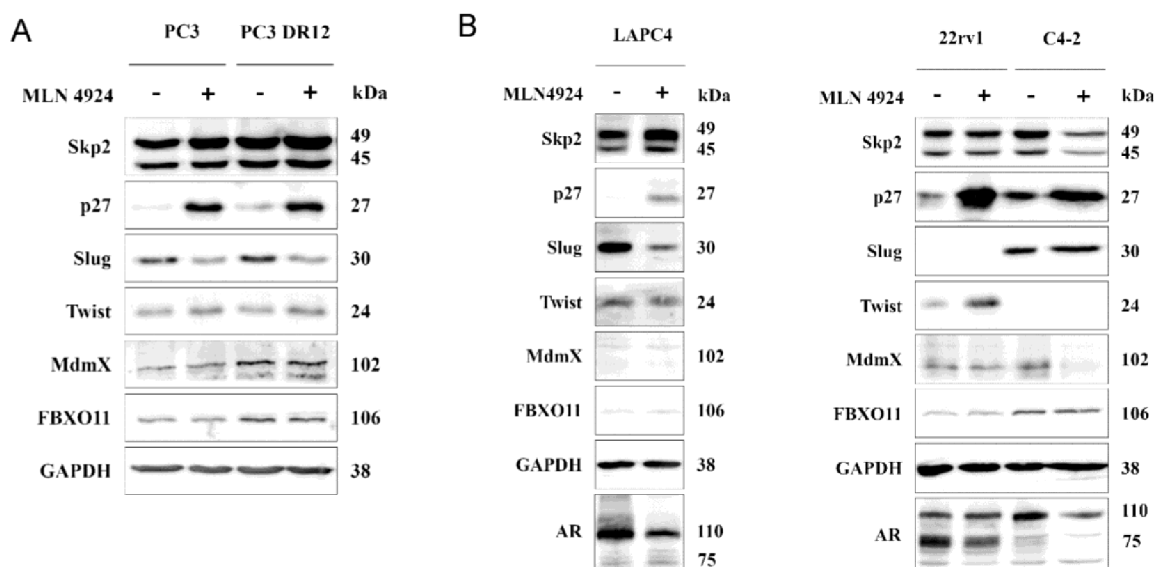 A
PC3 PC3 DR12
MLN 4924 - + - + kDa
Skp2 49
45
p27 27
Slug 30
Twist 24
MdmX 102
FBXO11 106
GAPDH 38
B
LAPC4
MLN4924 - + kDa
Skp2 49
45
p27 27
Slug 30
Twist 24
MdmX 102
FBXO11 106
GAPDH 38
AR 110
75
22rv1 C4-2
MLN 4924 - + - + kDa
Skp2 49
45
p27 27
Slug 30
Twist 24
MdmX 102
FBXO11 106
GAPDH 38
AR 110
75